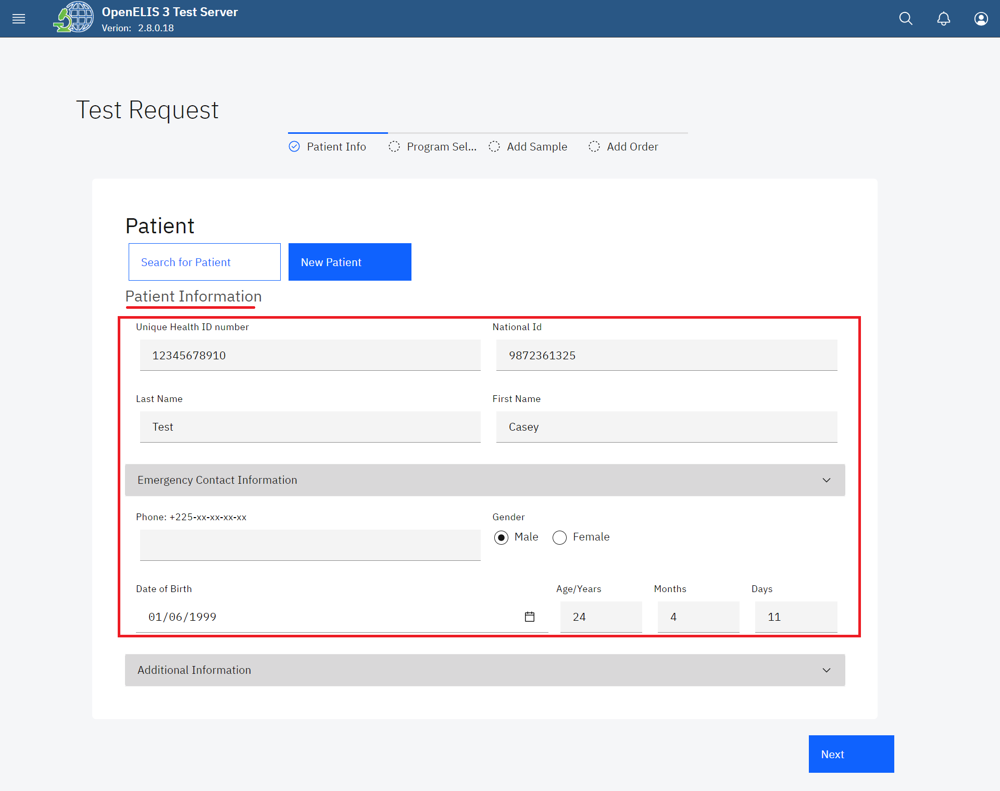 OpenELIS 3 Test Server
Verion: 2.8.0.18
Test Request
Patient Info Program Sel... Add Sample Add Order
Patient
Search for Patient New Patient
Patient Information
Unique Health ID number National Id
12345678910 9872361325
Last Name First Name
Test Casey
Emergency Contact Information
Phone: +225-xx-xx-xx-xx Gender
Male Female
Date of Birth Age/Years Months Days
01/06/1999 24 4 11
Additional Information
Next